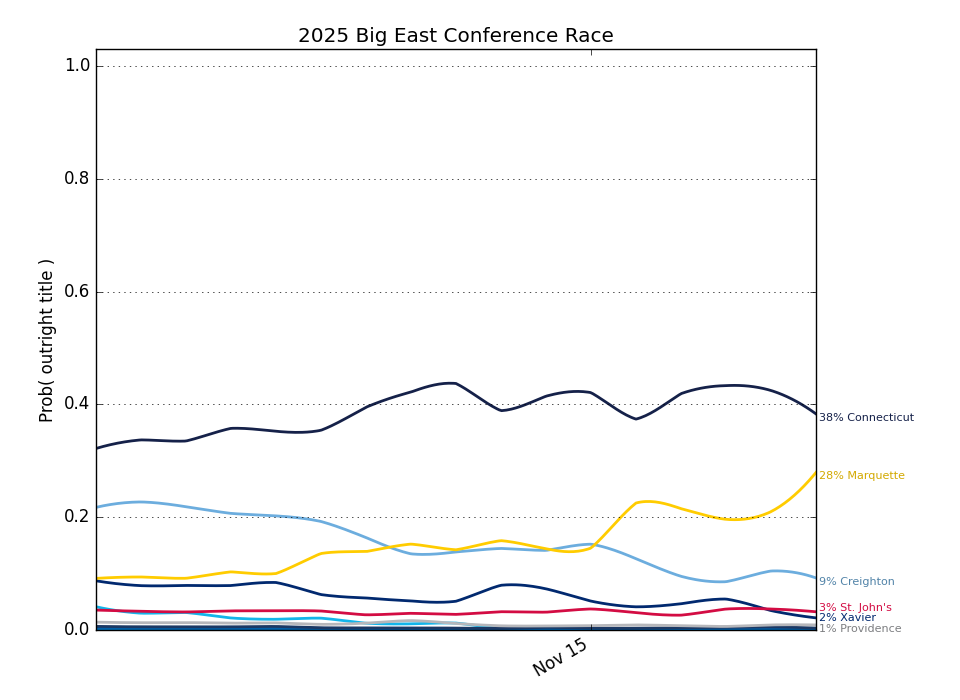 2025 Big East Conference Race
1.0
0.8
0.6
0.4
0.2
0.0
Prob( outright title )
38% Connecticut
28% Marquette
9% Creighton
3% St. John's
2% Xavier
1% Providence
Nov 15